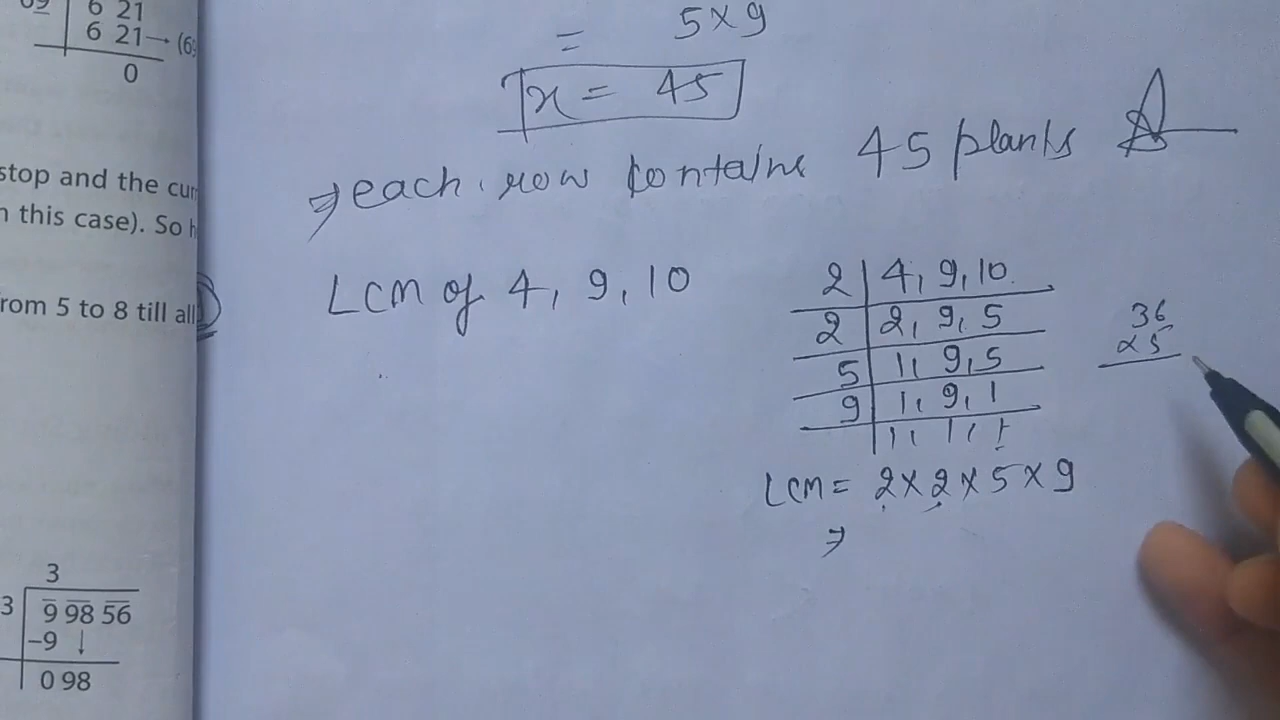 69 6 21
6 21 → (69
0
= 5 × 9
x = 45
⇒ each row contains 45 plants
stop and the cur
n this case). So h
rom 5 to 8 till all
LCM of 4, 9, 10
2 | 4, 9, 10
2 | 2, 9, 5
5 | 1, 9, 5
9 | 1, 9, 1
1, 1, 1
36
× 5
LCM = 2 × 2 × 5 × 9
⇒
3
3 9 98 56
-9 ↓
0 98